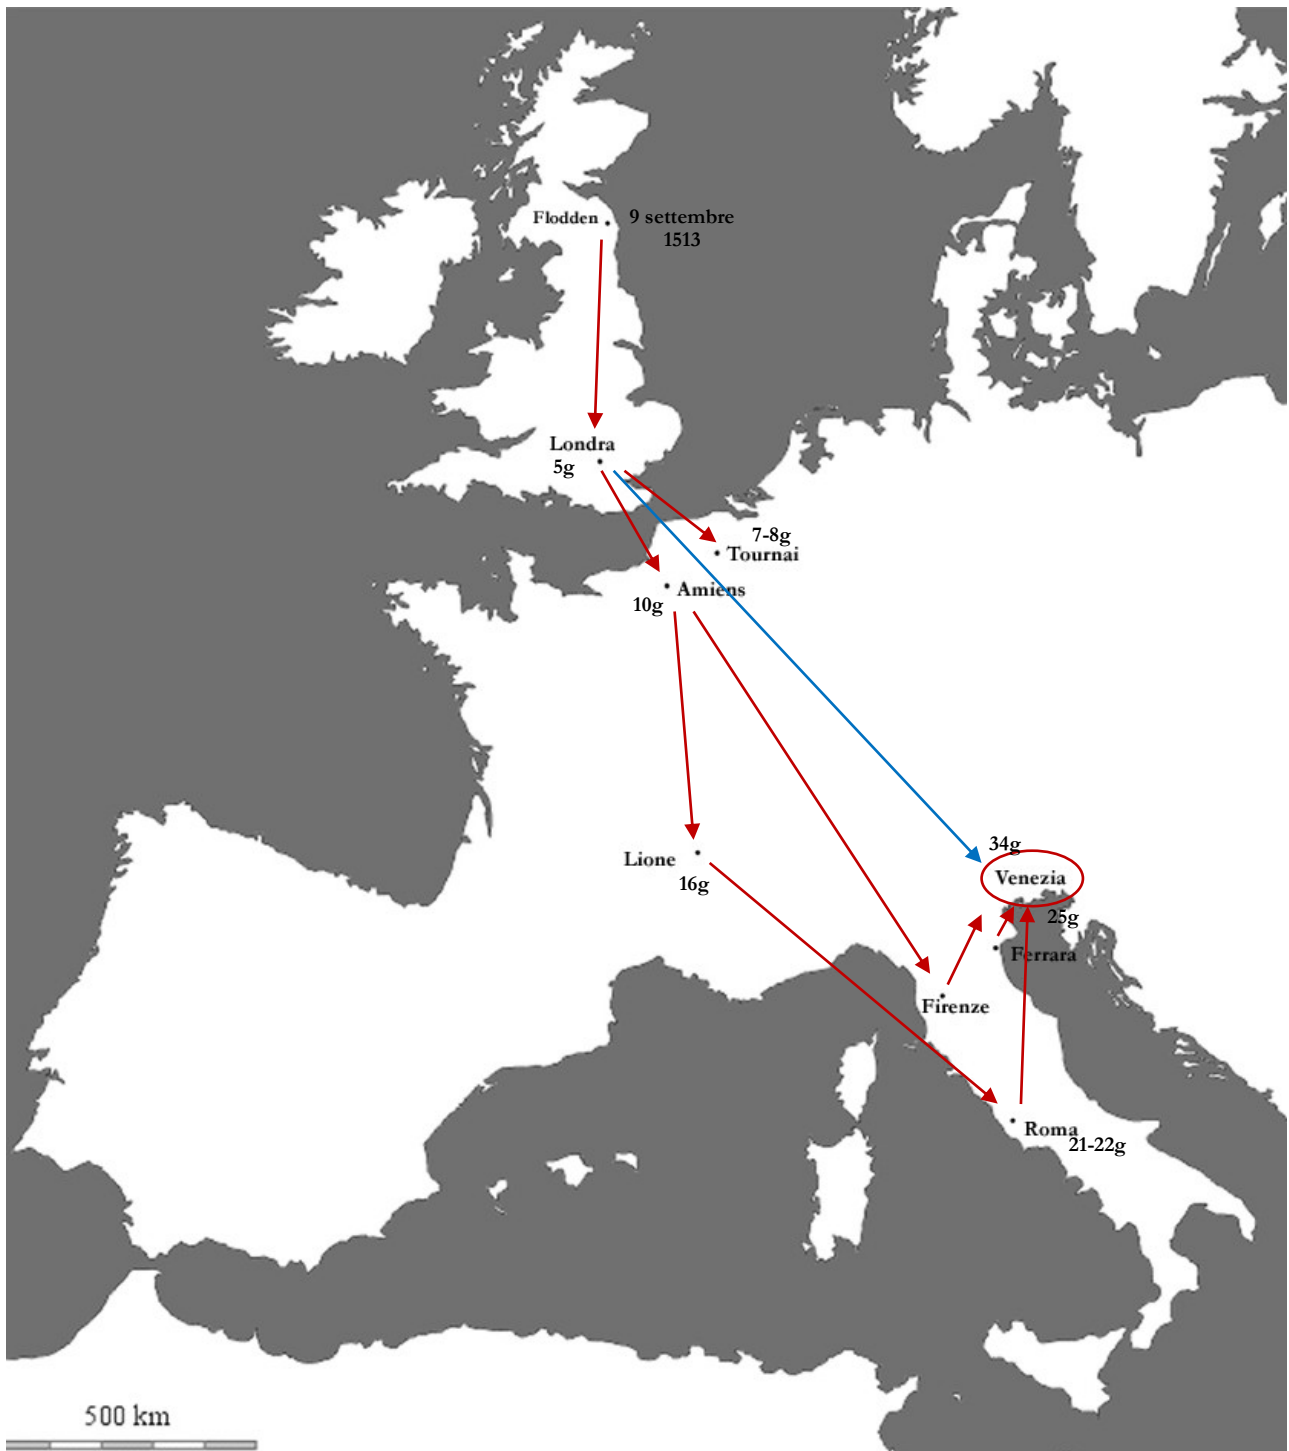 Flodden
9 settembre
1513
Londra
5g
7-8g
Tournai
Amiens
10g
Lione
16g
34g
Venezia
25g
Ferrara
Firenze
Roma
21-22g
500 km